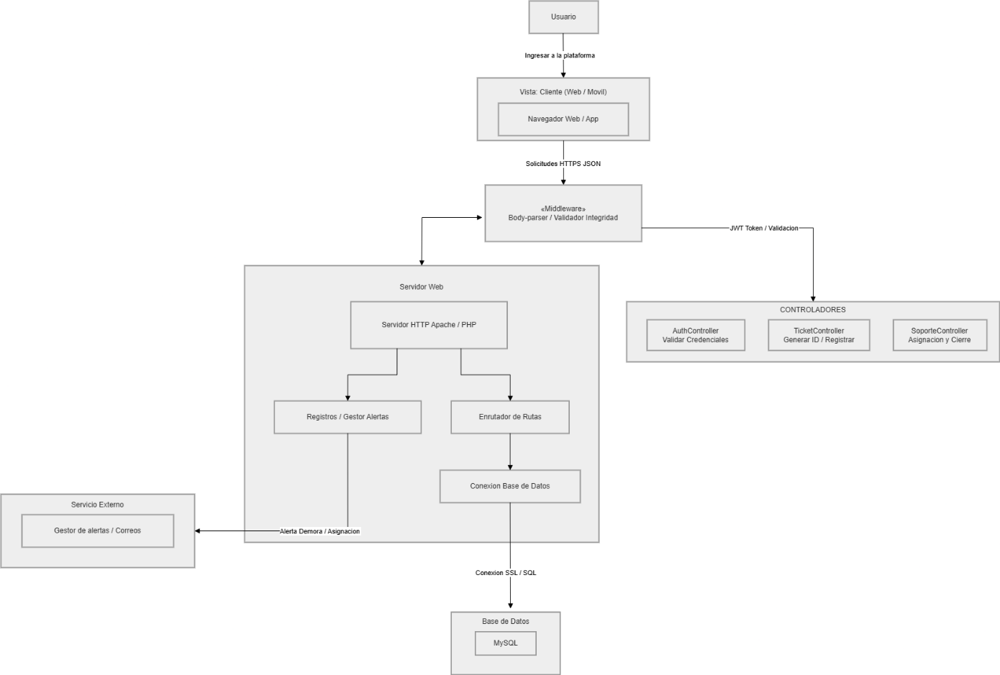 Usuario
Ingresar a la plataforma
Vista: Cliente (Web / Movil)
Navegador Web / App
Solicitudes HTTPS JSON
«Middleware»
Body-parser / Validador Integridad
JWT Token / Validacion
Servidor Web
Servidor HTTP Apache / PHP
CONTROLADORES
AuthController
Validar Credenciales
TicketController
Generar ID / Registrar
SoporteController
Asignacion y Cierre
Registros / Gestor Alertas
Enrutador de Rutas
Conexion Base de Datos
Servicio Externo
Gestor de alertas / Correos
Alerta Demora / Asignacion
Conexion SSL / SQL
Base de Datos
MySQL